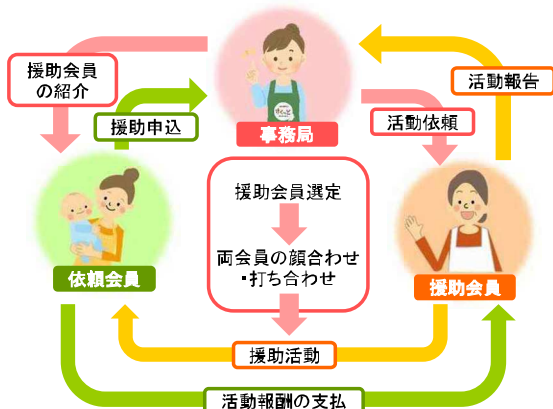 援助会員
の紹介
援助申込
事務局
活動依頼
活動報告
援助会員選定
両会員の顔合わせ
・打ち合わせ
依頼会員
援助会員
援助活動
活動報酬の支払